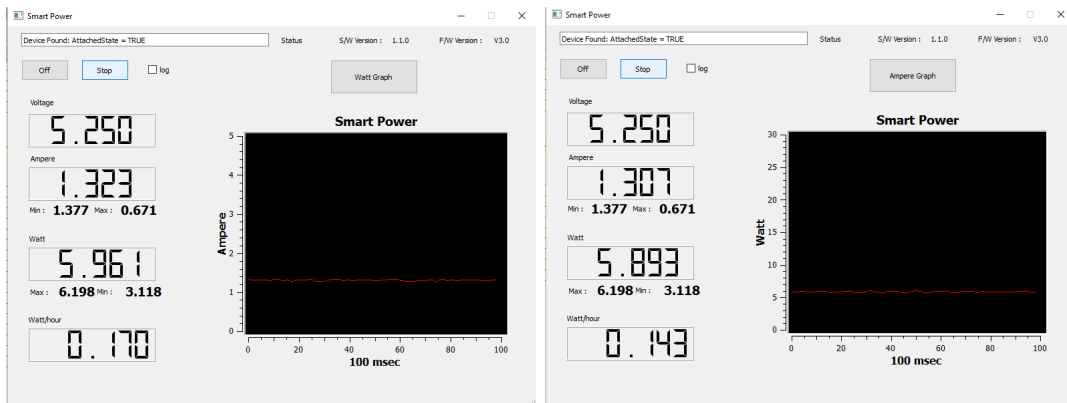 Smart Power
Device Found: AttachedState = TRUE Status S/W Version : 1.1.0 F/W Version : V3.0
Off Stop log Watt Graph
Voltage
5.250
Ampere
1.323
Min : 1.377 Max : 0.671
Watt
5.961
Max : 6.198 Min : 3.118
Watt/hour
0.170
Smart Power
Ampere
5
4
3
2
1
0
0 20 40 60 80 100
100 msec
Smart Power
Device Found: AttachedState = TRUE Status S/W Version : 1.1.0 F/W Version : V3.0
Off Stop log Ampere Graph
Voltage
5.250
Ampere
1.307
Min : 1.377 Max : 0.671
Watt
5.893
Max : 6.198 Min : 3.118
Watt/hour
0.143
Smart Power
Watt
30
25
20
15
10
5
0
0 20 40 60 80 100
100 msec